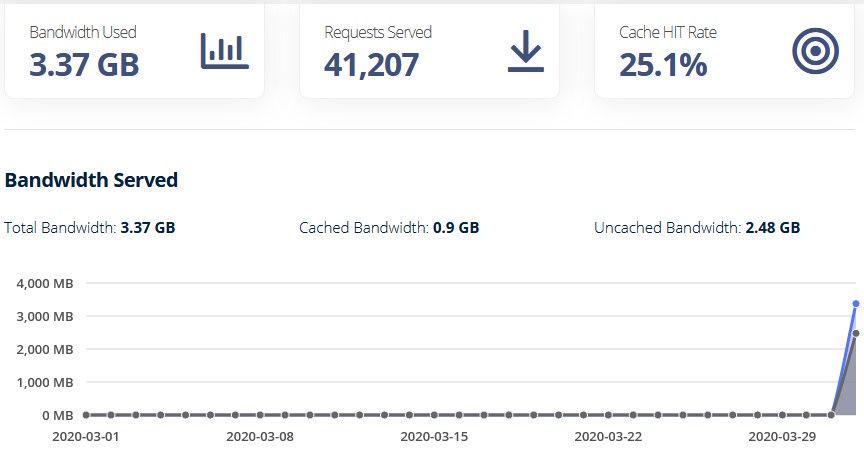 Bandwidth Used Requests Served Cache HIT Rate
3.37 GB 41,207 25.1%
Bandwidth Served
Total Bandwidth: 3.37 GB Cached Bandwidth: 0.9 GB Uncached Bandwidth: 2.48 GB
4,000 MB
3,000 MB
2,000 MB
1,000 MB
0 MB
2020-03-01 2020-03-08 2020-03-15 2020-03-22 2020-03-29